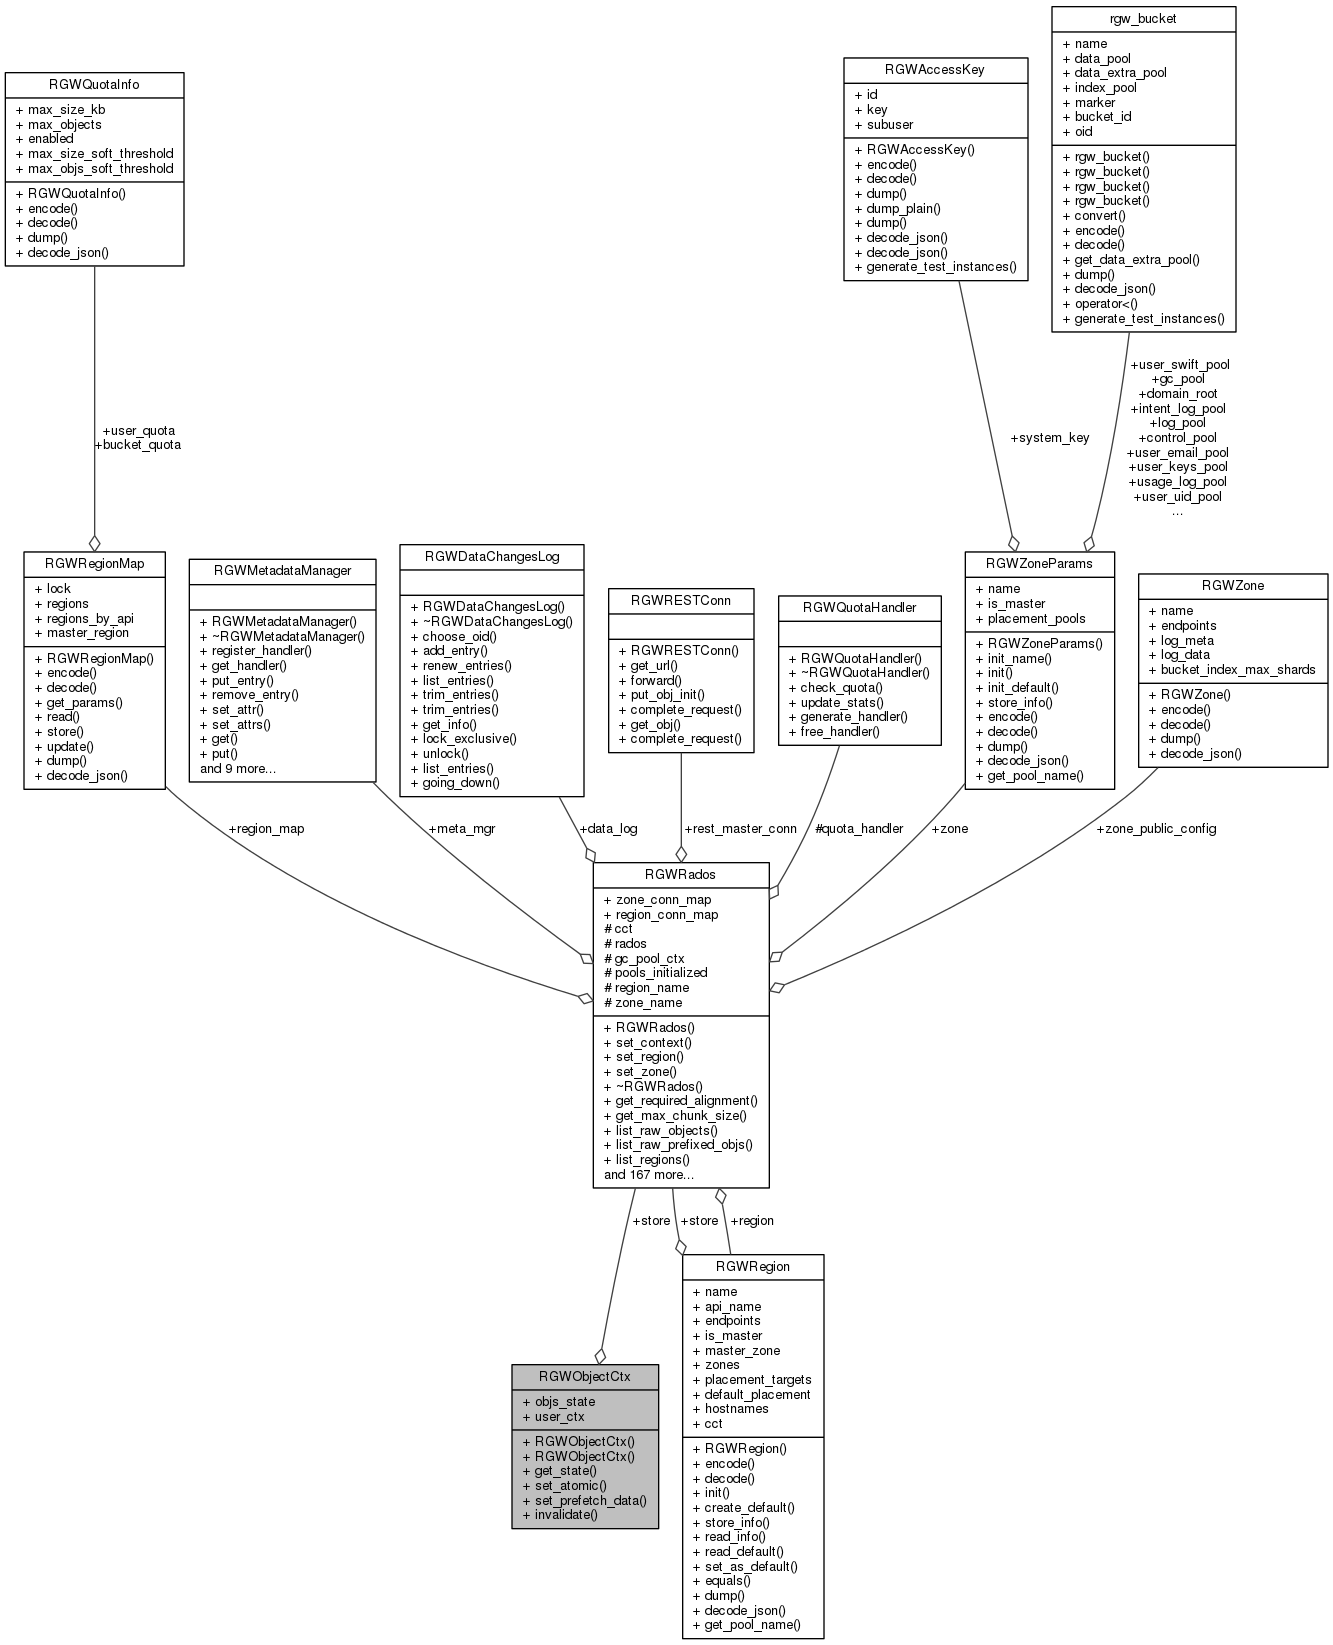 rgw_bucket
+ name
+ data_pool
+ data_extra_pool
+ index_pool
+ marker
+ bucket_id
+ oid
+ rgw_bucket()
+ rgw_bucket()
+ rgw_bucket()
+ rgw_bucket()
+ convert()
+ encode()
+ decode()
+ get_data_extra_pool()
+ dump()
+ decode_json()
+ operator<()
+ generate_test_instances()
RGWAccessKey
+ id
+ key
+ subuser
+ RGWAccessKey()
+ encode()
+ decode()
+ dump()
+ dump_plain()
+ dump()
+ decode_json()
+ decode_json()
+ generate_test_instances()
RGWQuotaInfo
+ max_size_kb
+ max_objects
+ enabled
+ max_size_soft_threshold
+ max_objs_soft_threshold
+ RGWQuotaInfo()
+ encode()
+ decode()
+ dump()
+ decode_json()
+user_quota
+bucket_quota
+system_key
+user_swift_pool
+gc_pool
+domain_root
+intent_log_pool
+log_pool
+control_pool
+user_email_pool
+user_keys_pool
+usage_log_pool
+user_uid_pool
...
RGWRegionMap
+ lock
+ regions
+ regions_by_api
+ master_region
+ RGWRegionMap()
+ encode()
+ decode()
+ get_params()
+ read()
+ store()
+ update()
+ dump()
+ decode_json()
RGWMetadataManager
+ RGWMetadataManager()
+ ~RGWMetadataManager()
+ register_handler()
+ get_handler()
+ put_entry()
+ remove_entry()
+ set_attr()
+ set_attrs()
+ get()
+ put()
and 9 more...
RGWDataChangesLog
+ RGWDataChangesLog()
+ ~RGWDataChangesLog()
+ choose_oid()
+ add_entry()
+ renew_entries()
+ list_entries()
+ trim_entries()
+ trim_entries()
+ get_info()
+ lock_exclusive()
+ unlock()
+ list_entries()
+ going_down()
RGWRESTConn
+ RGWRESTConn()
+ get_url()
+ forward()
+ put_obj_init()
+ complete_request()
+ get_obj()
+ complete_request()
RGWQuotaHandler
+ RGWQuotaHandler()
+ ~RGWQuotaHandler()
+ check_quota()
+ update_stats()
+ generate_handler()
+ free_handler()
RGWZoneParams
+ name
+ is_master
+ placement_pools
+ RGWZoneParams()
+ init_name()
+ init()
+ init_default()
+ store_info()
+ encode()
+ decode()
+ dump()
+ decode_json()
+ get_pool_name()
RGWZone
+ name
+ endpoints
+ log_meta
+ log_data
+ bucket_index_max_shards
+ RGWZone()
+ encode()
+ decode()
+ dump()
+ decode_json()
+region_map
+meta_mgr
+data_log
+rest_master_conn
#quota_handler
+zone
+zone_public_config
RGWRados
+ zone_conn_map
+ region_conn_map
# cct
# rados
# gc_pool_ctx
# pools_initialized
# region_name
# zone_name
+ RGWRados()
+ set_context()
+ set_region()
+ set_zone()
+ ~RGWRados()
+ get_required_alignment()
+ get_max_chunk_size()
+ list_raw_objects()
+ list_raw_prefixed_objs()
+ list_regions()
and 167 more...
+store
+store
+region
RGWRegion
+ name
+ api_name
+ endpoints
+ is_master
+ master_zone
+ zones
+ placement_targets
+ default_placement
+ hostnames
+ cct
+ RGWRegion()
+ encode()
+ decode()
+ init()
+ create_default()
+ store_info()
+ read_info()
+ read_default()
+ set_as_default()
+ equals()
+ dump()
+ decode_json()
+ get_pool_name()
RGWObjectCtx
+ objs_state
+ user_ctx
+ RGWObjectCtx()
+ RGWObjectCtx()
+ get_state()
+ set_atomic()
+ set_prefetch_data()
+ invalidate()